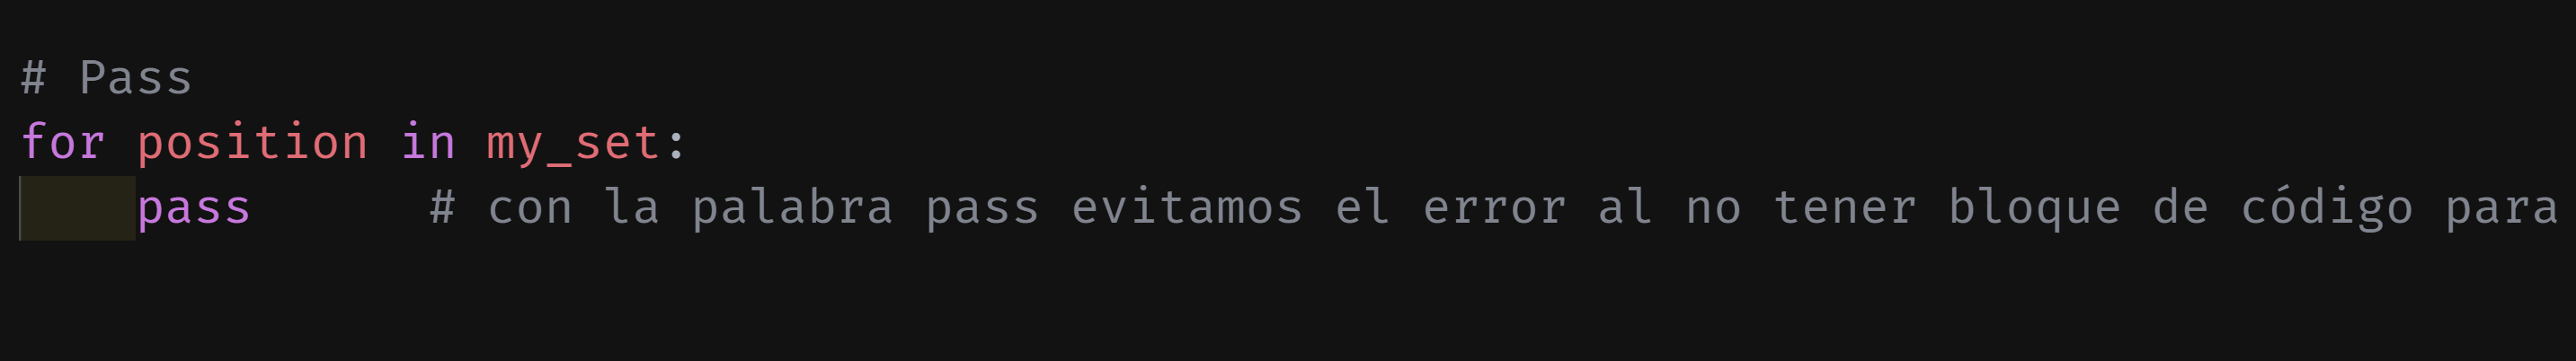 # Pass
for position in my_set:
    pass      # con la palabra pass evitamos el error al no tener bloque de código para